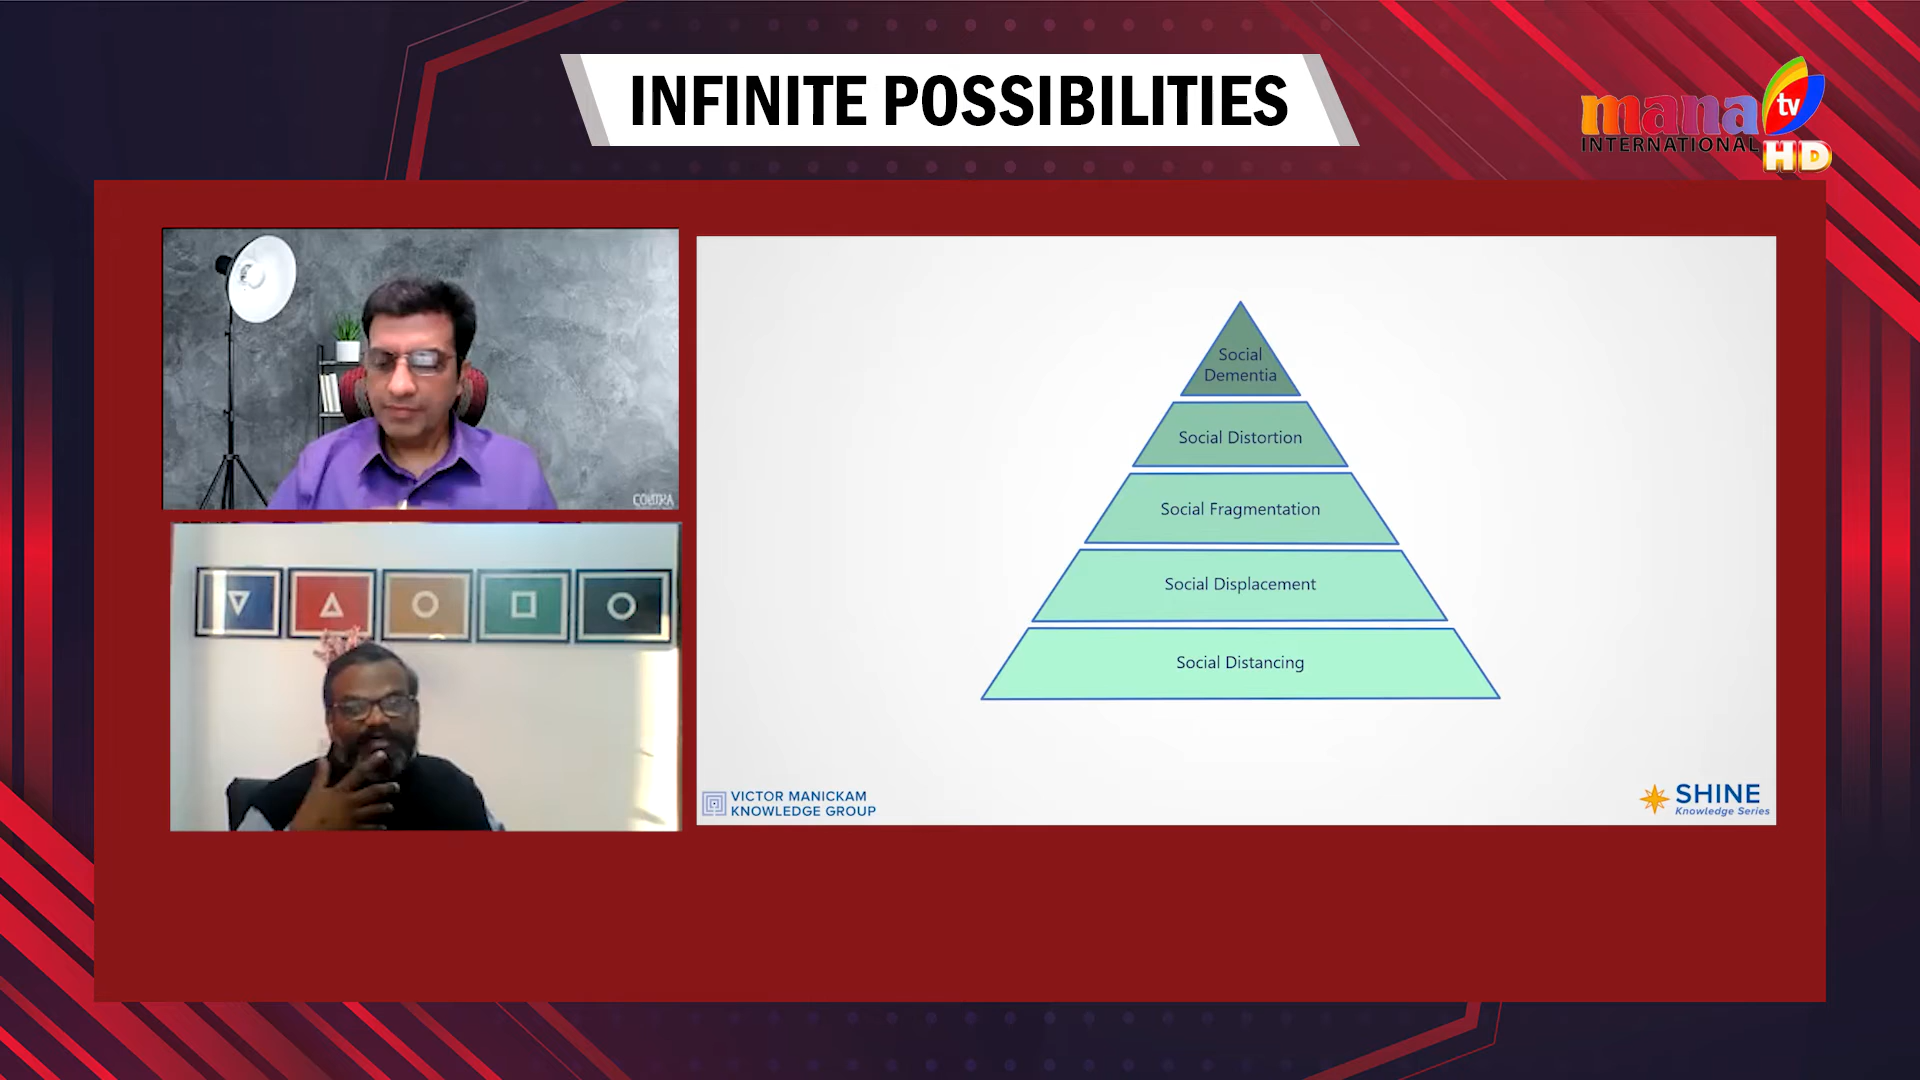 INFINITE POSSIBILITIES
mana tv
INTERNATIONAL
HD
COMBA
Social
Dementia
Social Distortion
Social Fragmentation
Social Displacement
Social Distancing
VICTOR MANICKAM
KNOWLEDGE GROUP
SHINE
Knowledge Series